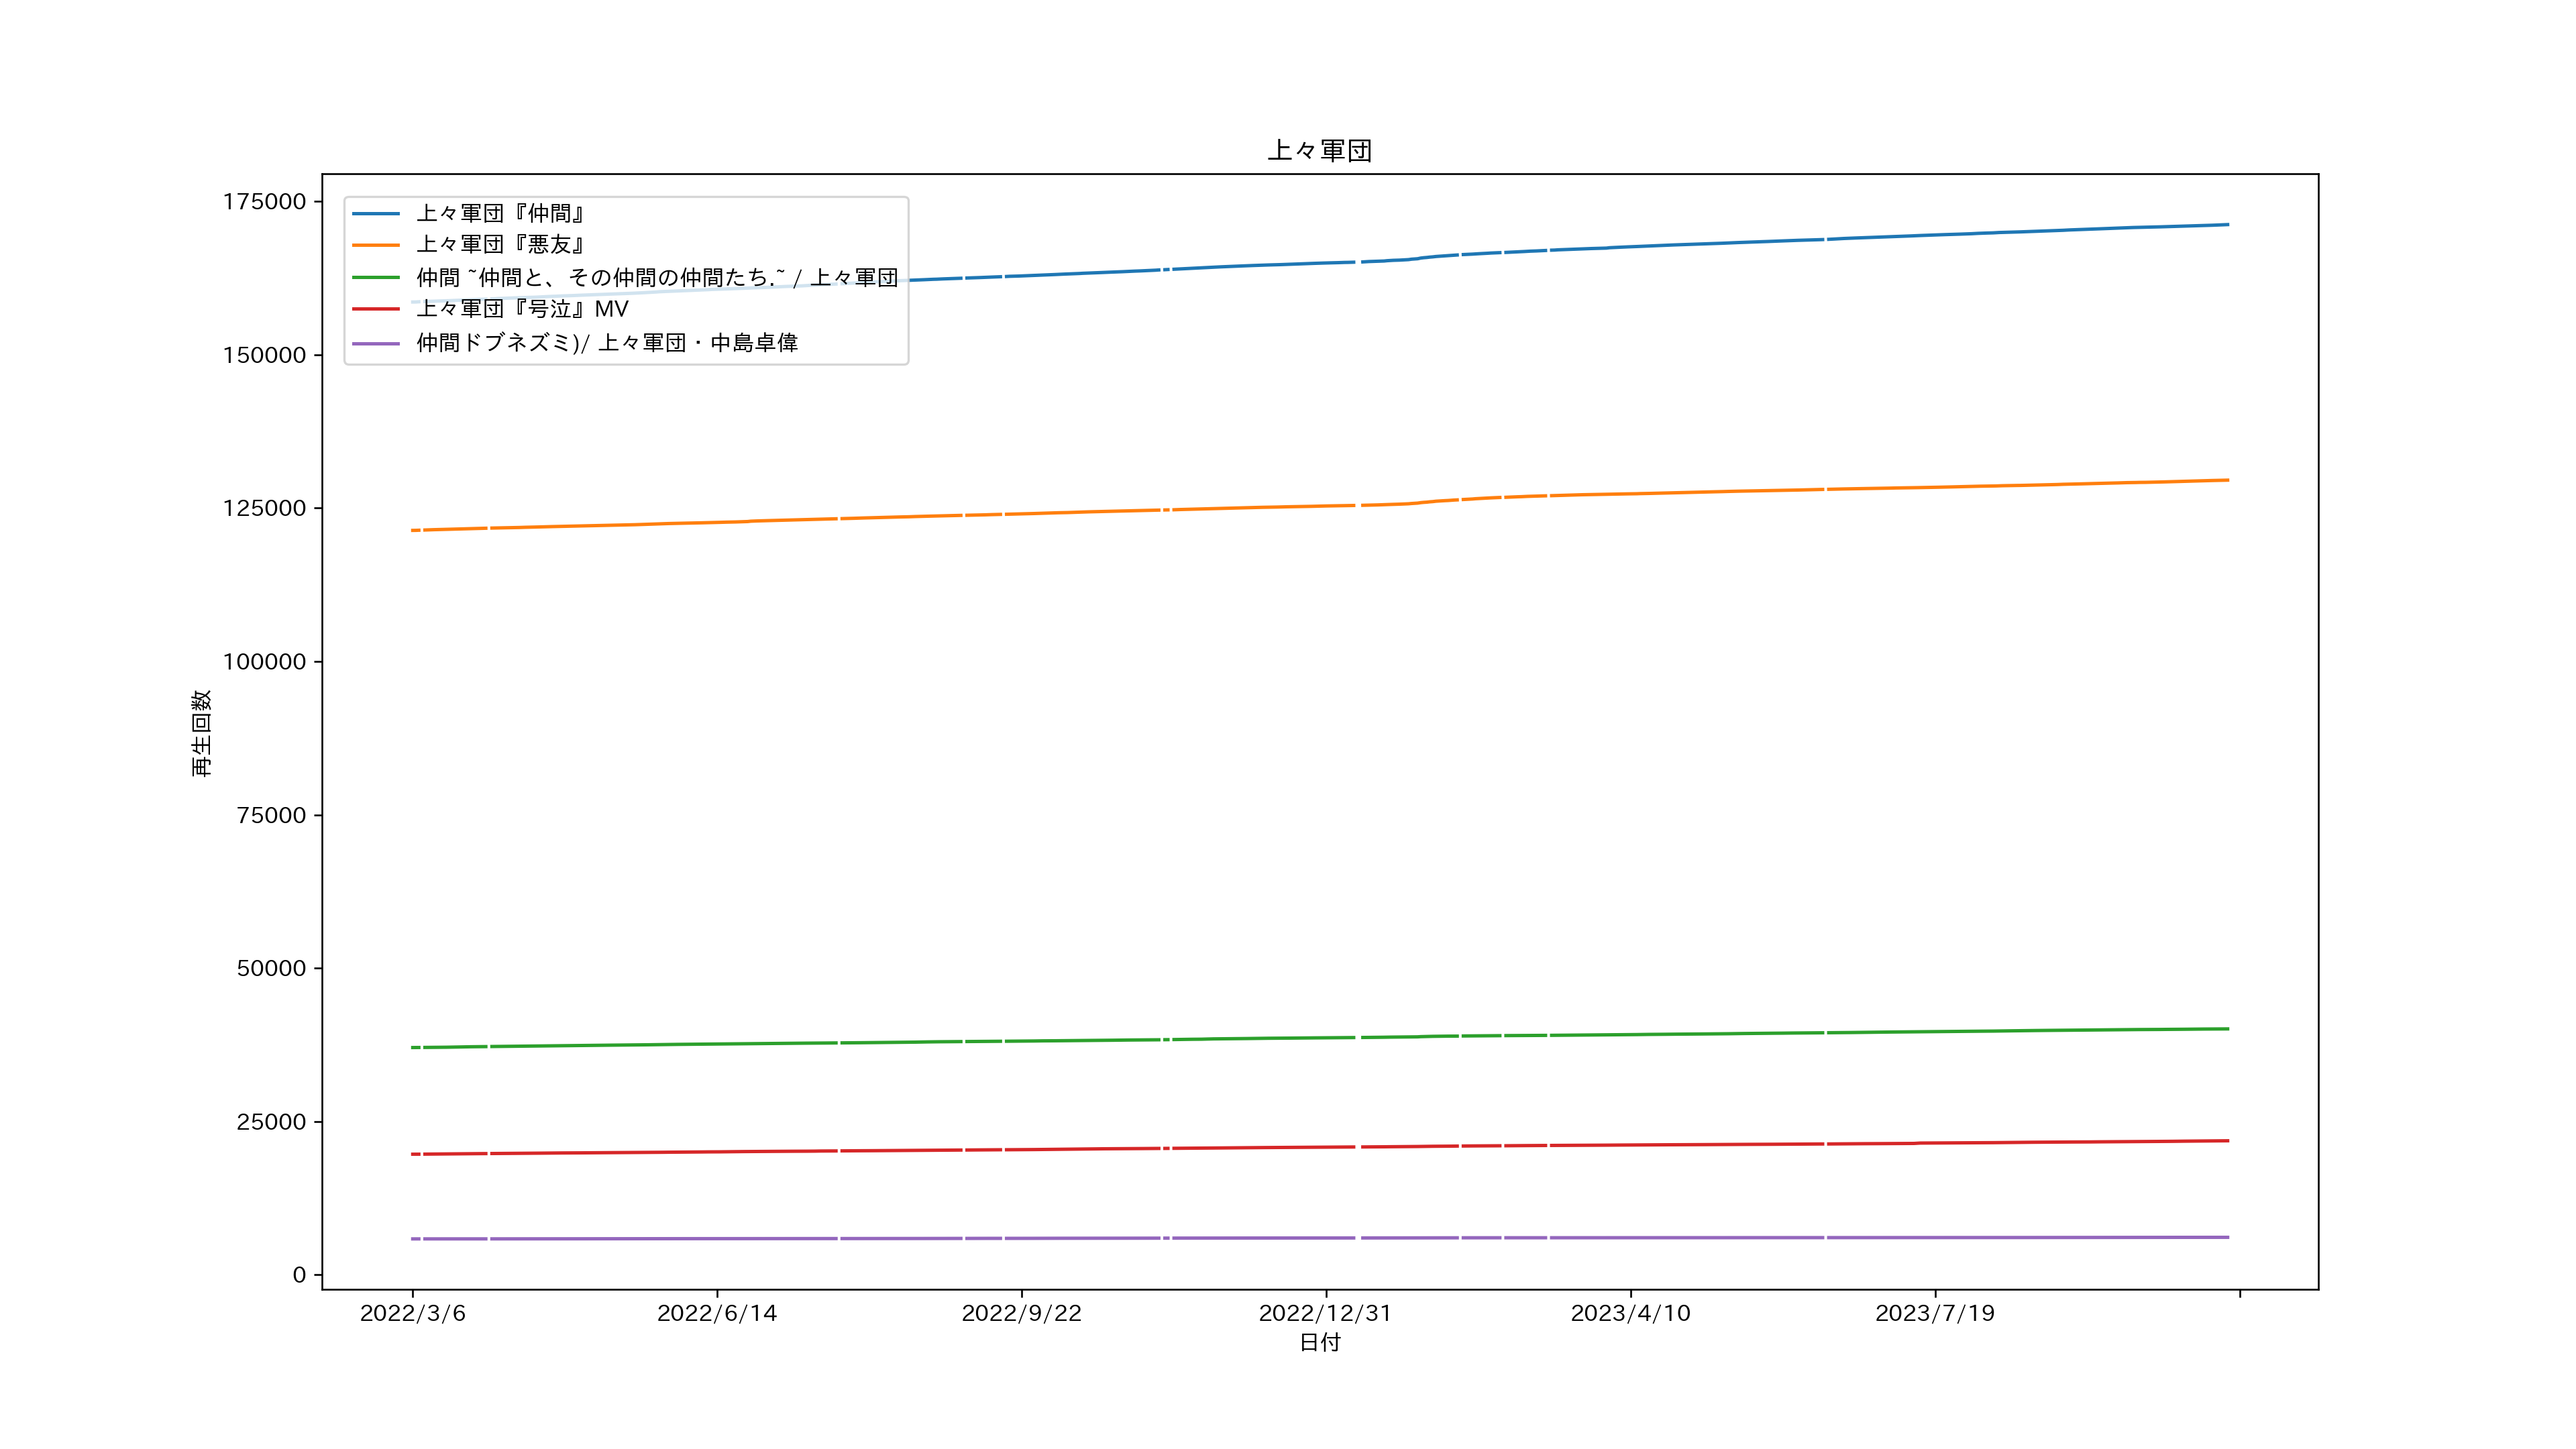 上々軍団
175000
150000
125000
100000
75000
50000
25000
0
再生回数
上々軍団『仲間』
上々軍団『悪友』
仲間 ~仲間と、その仲間の仲間たち.~ / 上々軍団
上々軍団『号泣』MV
仲間ドブネズミ)/ 上々軍団・中島卓偉
2022/3/6
2022/6/14
2022/9/22
2022/12/31
2023/4/10
2023/7/19
日付